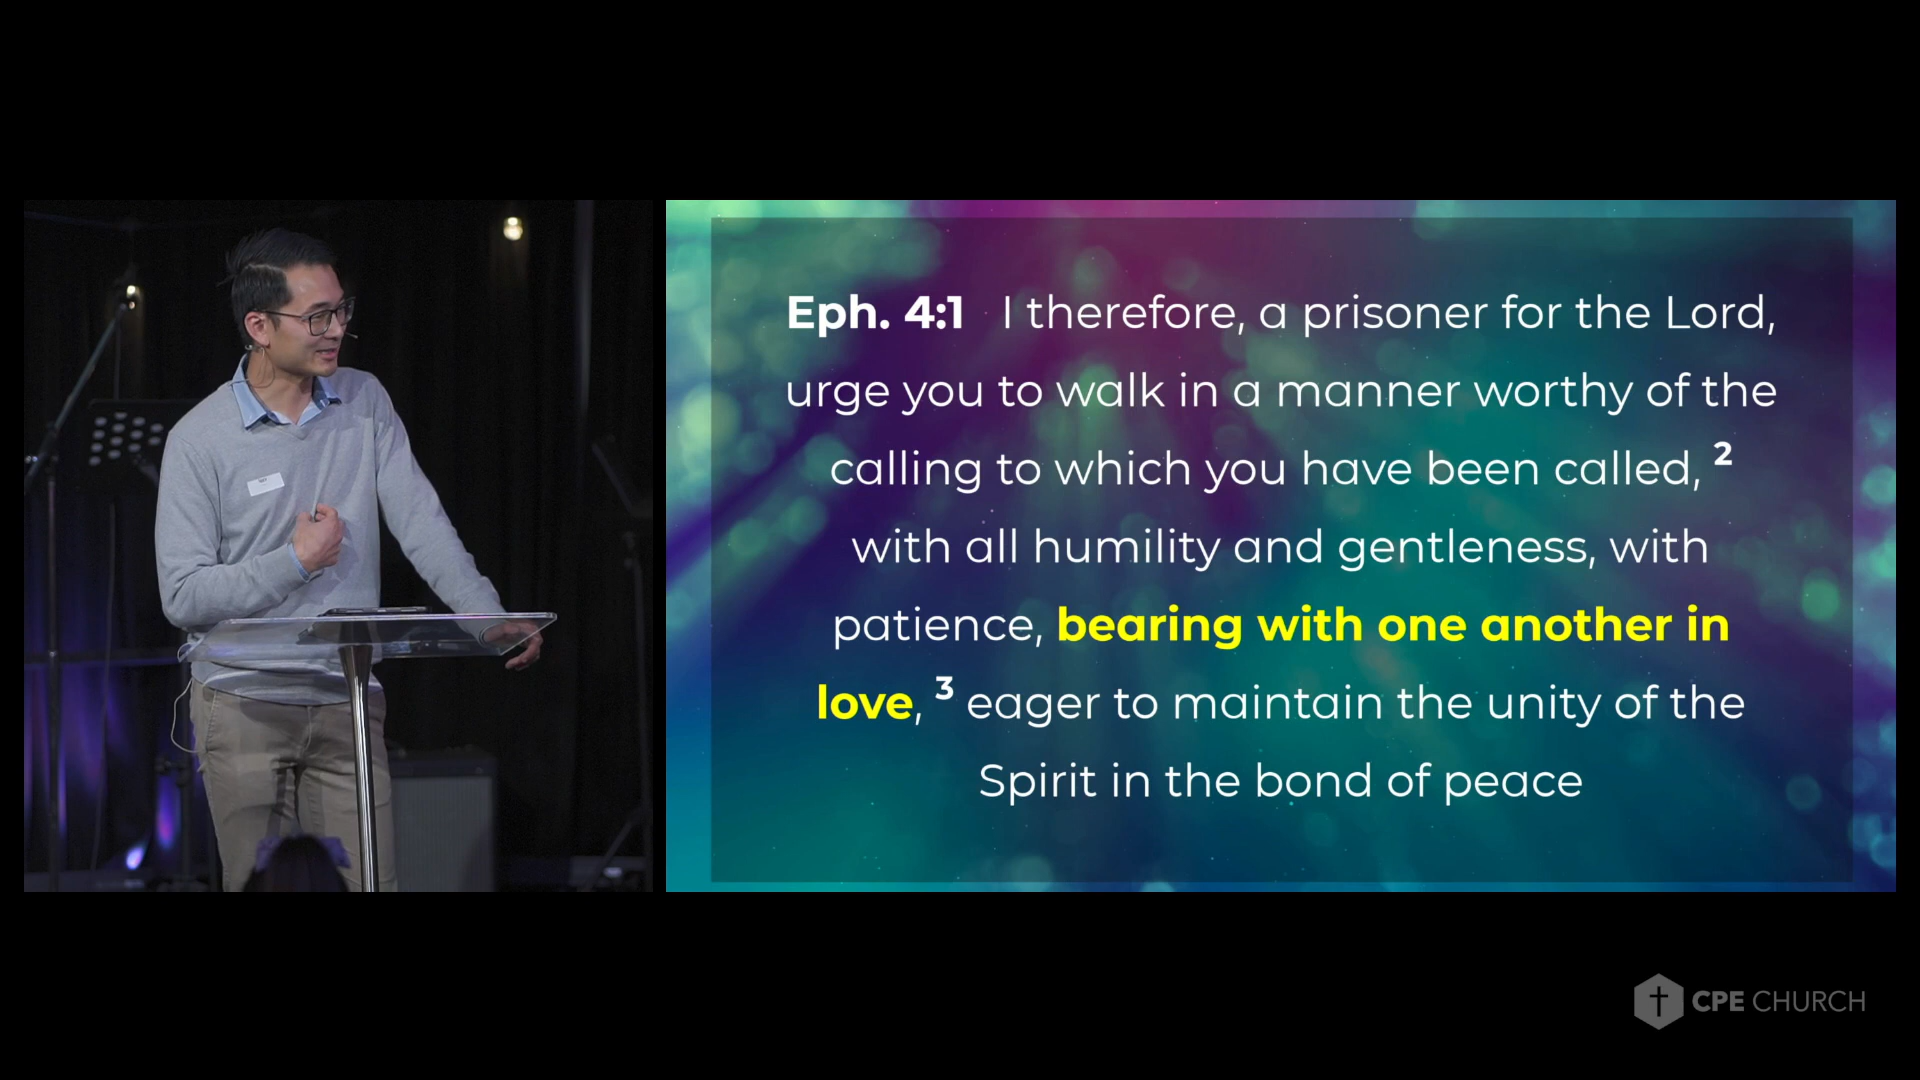 Eph. 4:1 I therefore, a prisoner for the Lord,
urge you to walk in a manner worthy of the
calling to which you have been called, 2
with all humility and gentleness, with
patience, bearing with one another in
love, 3 eager to maintain the unity of the
Spirit in the bond of peace
CPE CHURCH